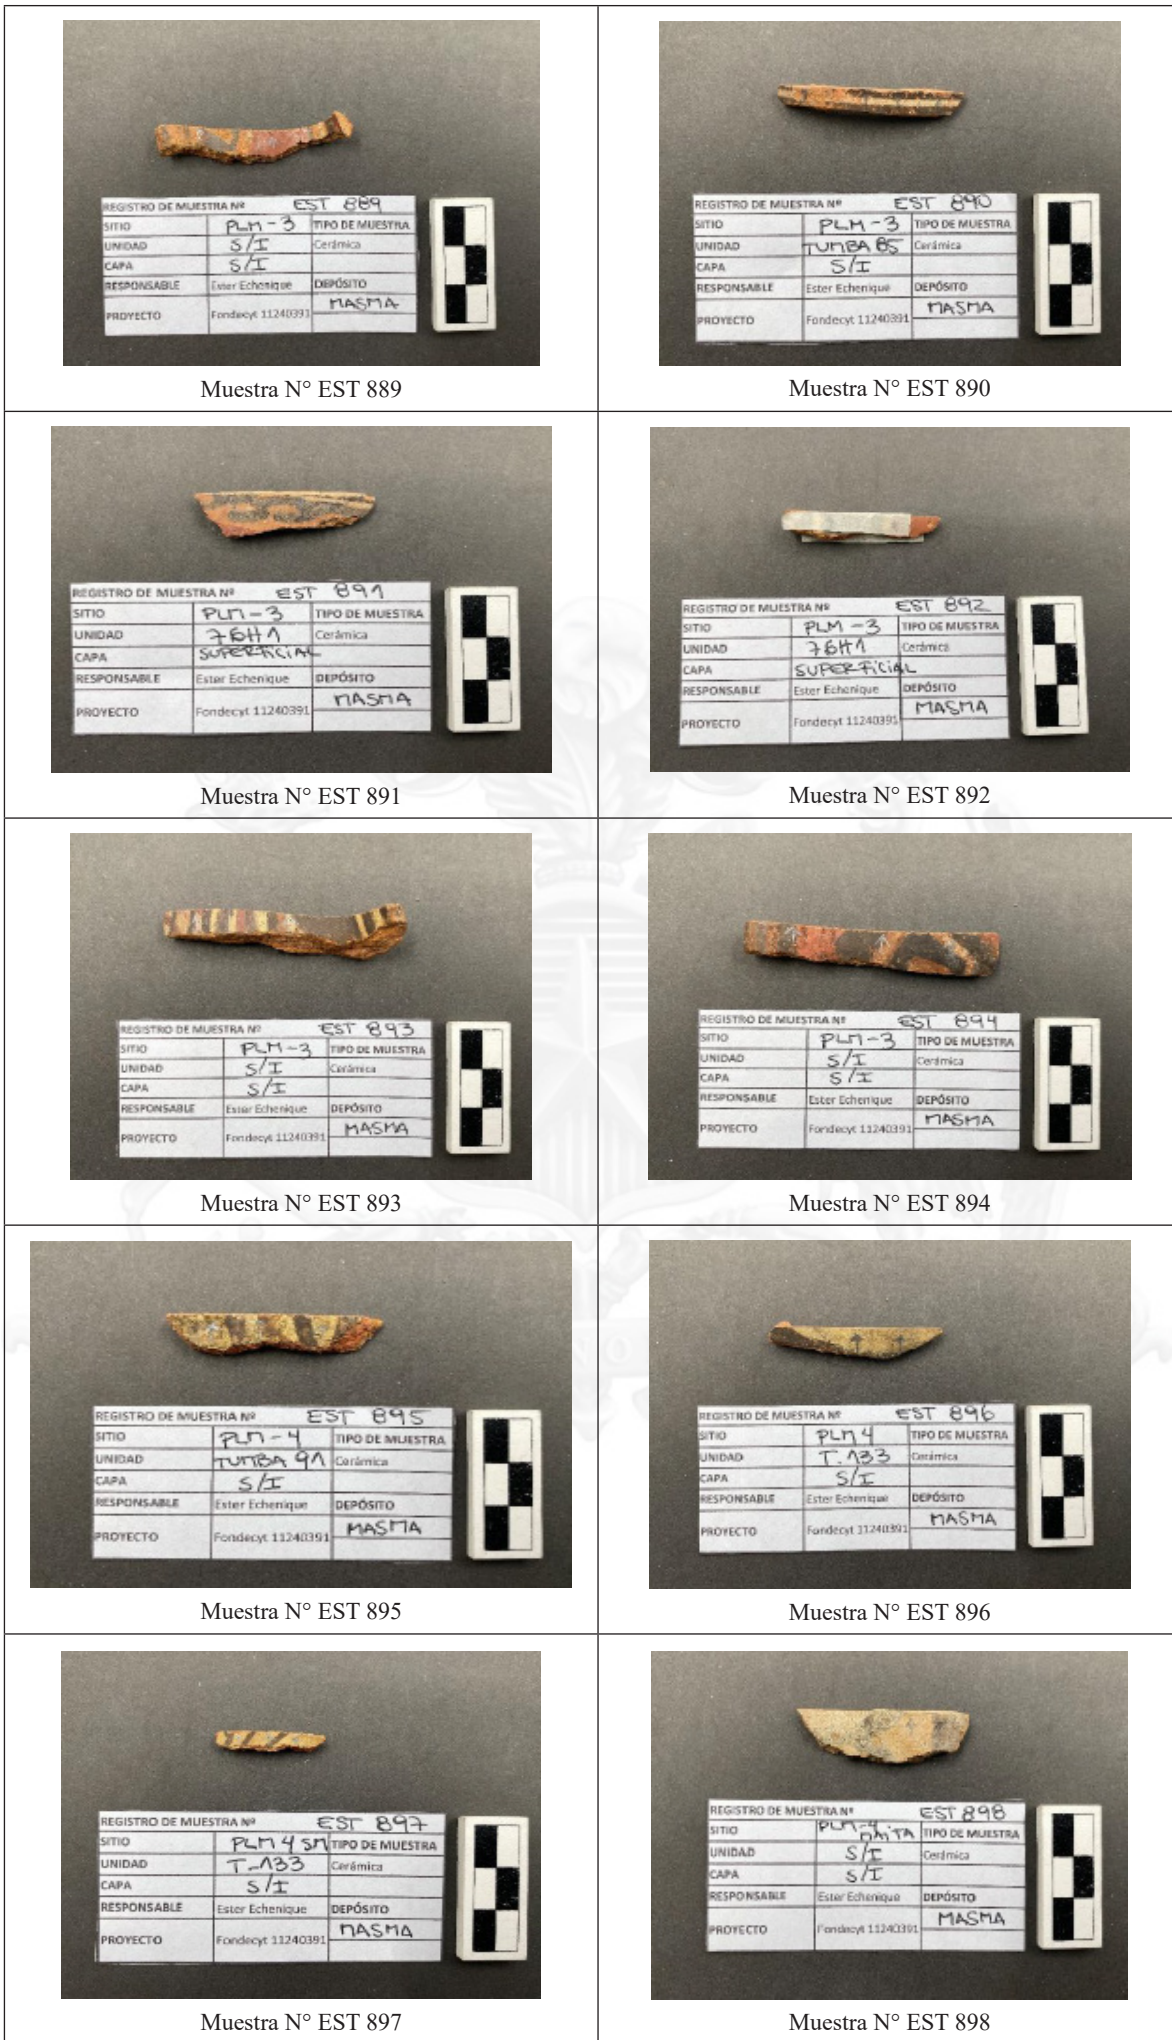 REGISTRO DE MUESTRA Nº EST 889
SITIO PLM-3 TIPO DE MUESTRA
UNIDAD S/I Cerámica
CAPA S/I
RESPONSABLE Ester Echenique DEPÓSITO
PROYECTO Fondecyt 11240391 MASMA
Muestra N° EST 889
REGISTRO DE MUESTRA Nº EST 890
SITIO PLM-3 TIPO DE MUESTRA
UNIDAD TUMBA 85 Cerámica
CAPA S/I
RESPONSABLE Ester Echenique DEPÓSITO
PROYECTO Fondecyt 11240391 MASMA
Muestra N° EST 890
REGISTRO DE MUESTRA Nº EST 891
SITIO PLM-3 TIPO DE MUESTRA
UNIDAD 76H1 Cerámica
CAPA SUPERFICIAL
RESPONSABLE Ester Echenique DEPÓSITO
PROYECTO Fondecyt 11240391 MASMA
Muestra N° EST 891
REGISTRO DE MUESTRA Nº EST 892
SITIO PLM-3 TIPO DE MUESTRA
UNIDAD 76H1 Cerámica
CAPA SUPERFICIAL
RESPONSABLE Ester Echenique DEPÓSITO
PROYECTO Fondecyt 11240391 MASMA
Muestra N° EST 892
REGISTRO DE MUESTRA Nº EST 893
SITIO PLM-3 TIPO DE MUESTRA
UNIDAD S/I Cerámica
CAPA S/I
RESPONSABLE Ester Echenique DEPÓSITO
PROYECTO Fondecyt 11240391 MASMA
Muestra N° EST 893
REGISTRO DE MUESTRA Nº EST 894
SITIO PLM-3 TIPO DE MUESTRA
UNIDAD S/I Cerámica
CAPA S/I
RESPONSABLE Ester Echenique DEPÓSITO
PROYECTO Fondecyt 11240391 MASMA
Muestra N° EST 894
REGISTRO DE MUESTRA Nº EST 895
SITIO PLM-4 TIPO DE MUESTRA
UNIDAD TUMBA 91 Cerámica
CAPA S/I
RESPONSABLE Ester Echenique DEPÓSITO
PROYECTO Fondecyt 11240391 MASMA
Muestra N° EST 895
REGISTRO DE MUESTRA Nº EST 896
SITIO PLM 4 TIPO DE MUESTRA
UNIDAD T.133 Cerámica
CAPA S/I
RESPONSABLE Ester Echenique DEPÓSITO
PROYECTO Fondecyt 11240391 MASMA
Muestra N° EST 896
REGISTRO DE MUESTRA Nº EST 897
SITIO PLM 4 SM TIPO DE MUESTRA
UNIDAD T-133 Cerámica
CAPA S/I
RESPONSABLE Ester Echenique DEPÓSITO
PROYECTO Fondecyt 11240391 MASMA
Muestra N° EST 897
REGISTRO DE MUESTRA Nº EST 898
SITIO PLM-4 TIPO DE MUESTRA
UNIDAD S/I Cerámica
CAPA S/I
RESPONSABLE Ester Echenique DEPÓSITO
PROYECTO Fondecyt 11240391 MASMA
Muestra N° EST 898